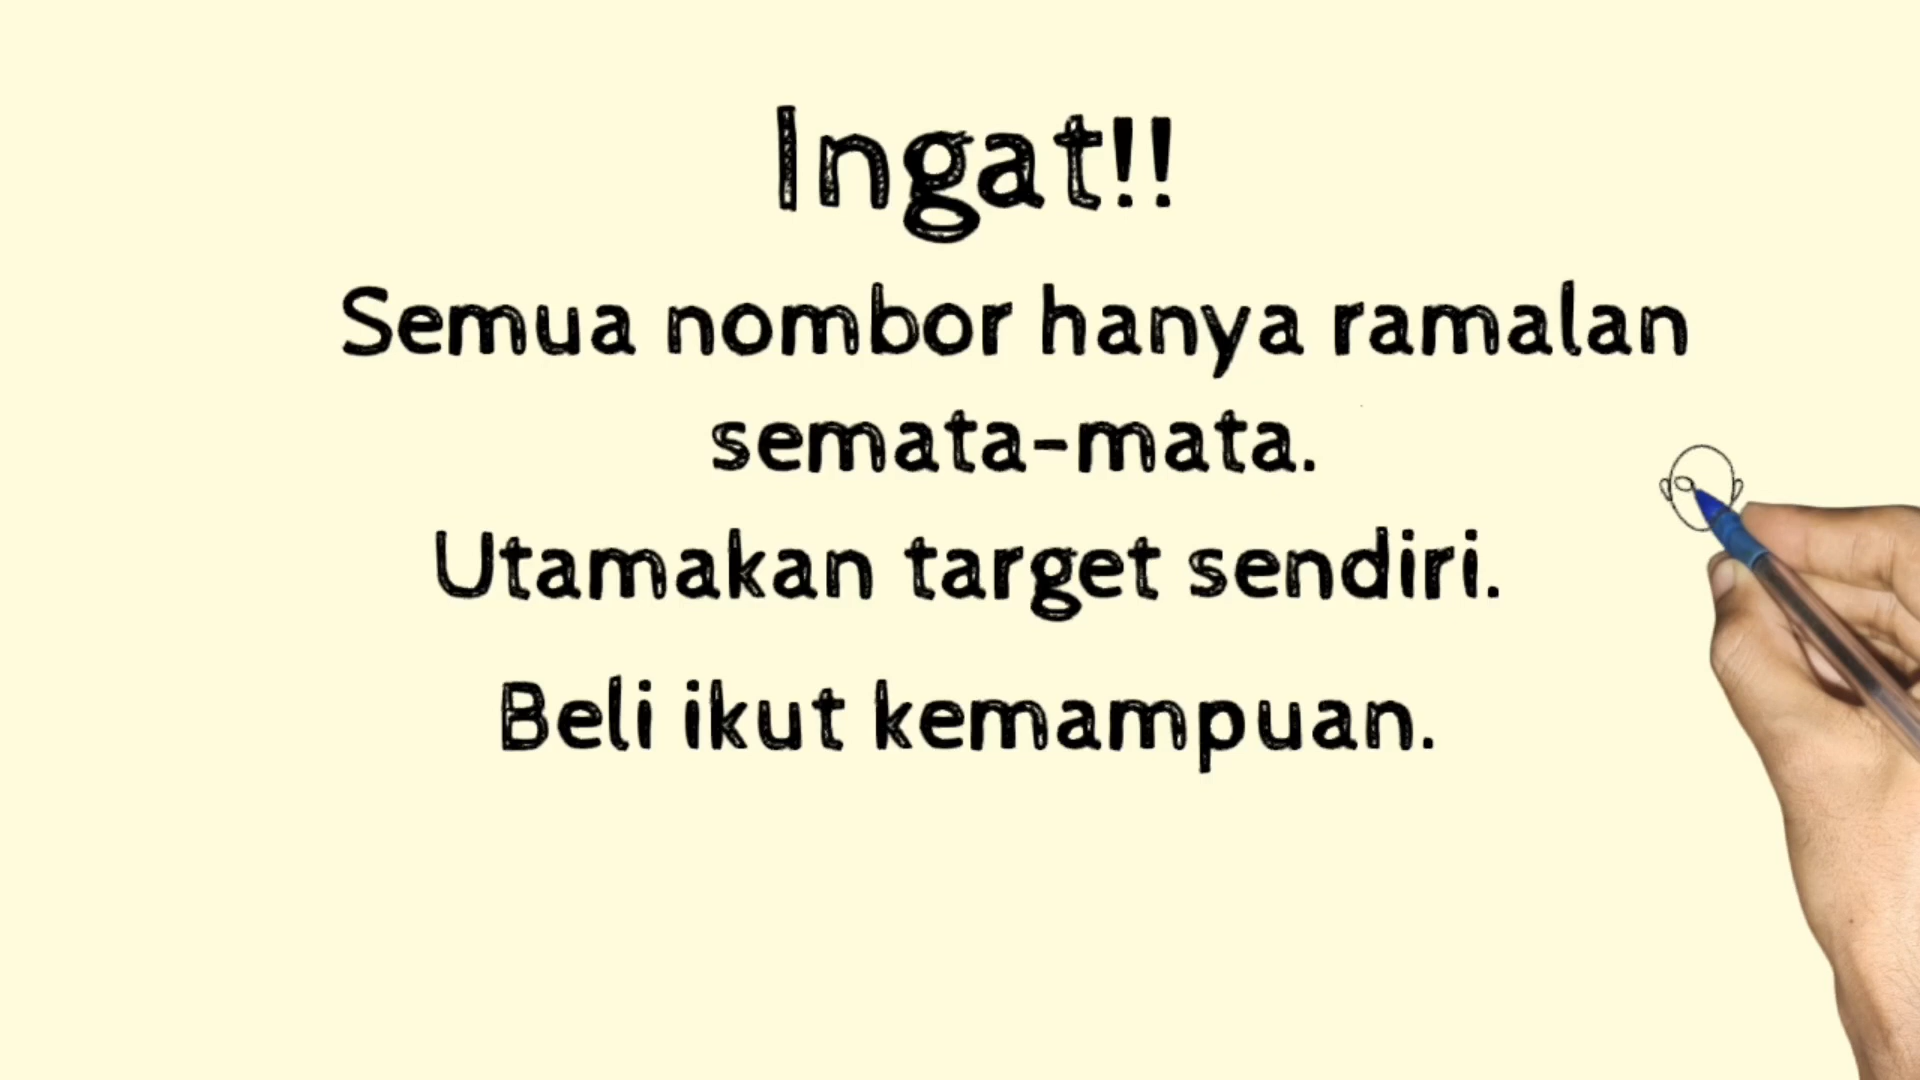 Ingat!!
Semua nombor hanya ramalan
semata-mata.
Utamakan target sendiri.
Beli ikut kemampuan.